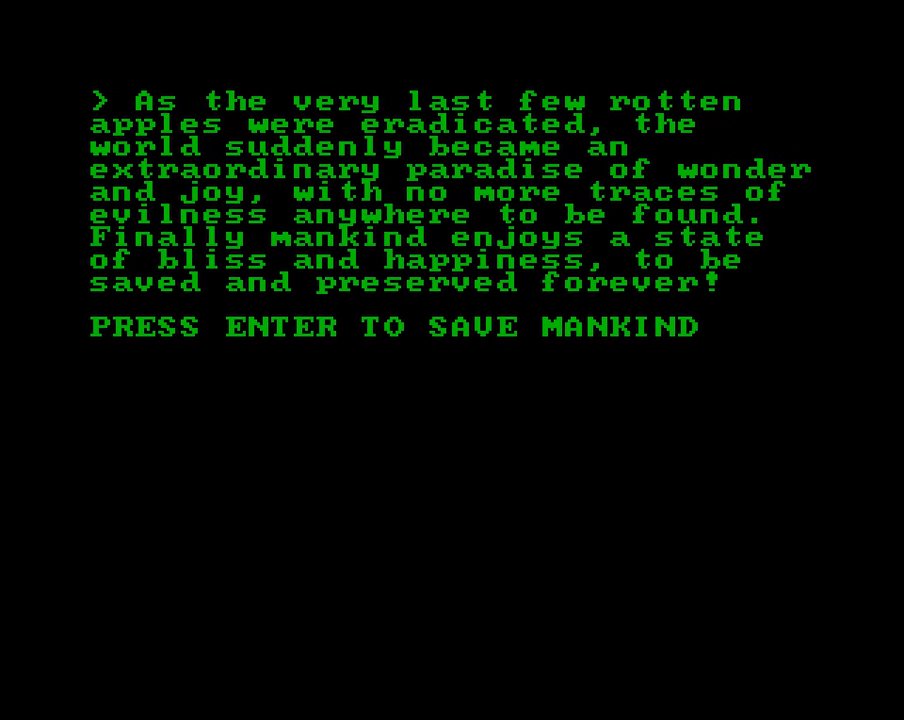 > As the very last few rotten
apples were eradicated, the
world suddenly became an
extraordinary paradise of wonder
and joy, with no more traces of
evilness anywhere to be found.
Finally mankind enjoys a state
of bliss and happiness, to be
saved and preserved forever!
PRESS ENTER TO SAVE MANKIND